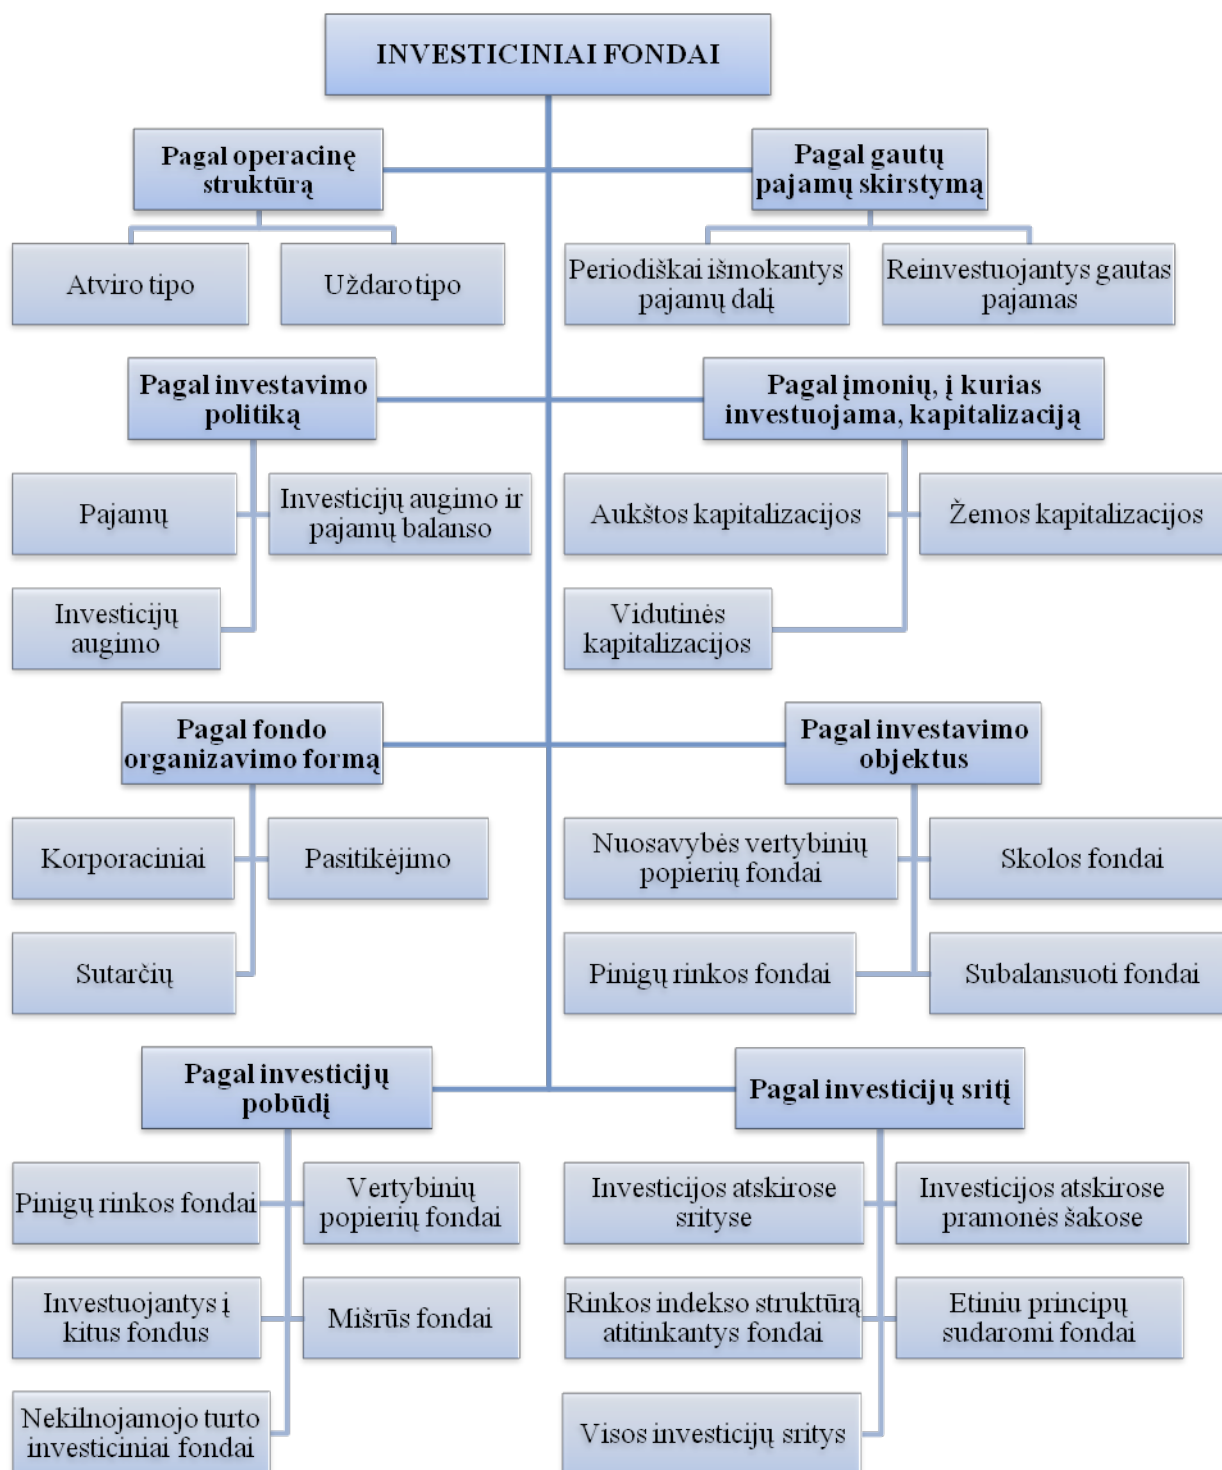 INVESTICINIAI FONDAI
Pagal operacinę
struktūrą
Pagal gautų
pajamų skirstymą
Atviro tipo
Uždaro tipo
Periodiškai išmokantys
pajamų dalį
Reinvestuojantys gautas
pajamas
Pagal investavimo
politiką
Pagal įmonių, į kurias
investuojama, kapitalizaciją
Pajamų
Investicijų augimo ir
pajamų balanso
Aukštos kapitalizacijos
Žemos kapitalizacijos
Investicijų
augimo
Vidutinės
kapitalizacijos
Pagal fondo
organizavimo formą
Pagal investavimo
objektus
Korporaciniai
Pasitikėjimo
Nuosavybės vertybinių
popierių fondai
Skolos fondai
Sutarčių
Pinigų rinkos fondai
Subalansuoti fondai
Pagal investicijų
pobūdį
Pagal investicijų sritį
Pinigų rinkos fondai
Vertybinių
popierių fondai
Investicijos atskirose
srityse
Investicijos atskirose
pramonės šakose
Investuojantys į
kitus fondus
Mišrūs fondai
Rinkos indekso struktūrą
atitinkantys fondai
Etiniu principų
sudaromi fondai
Nekilnojamojo turto
investiciniai fondai
Visos investicijų sritys